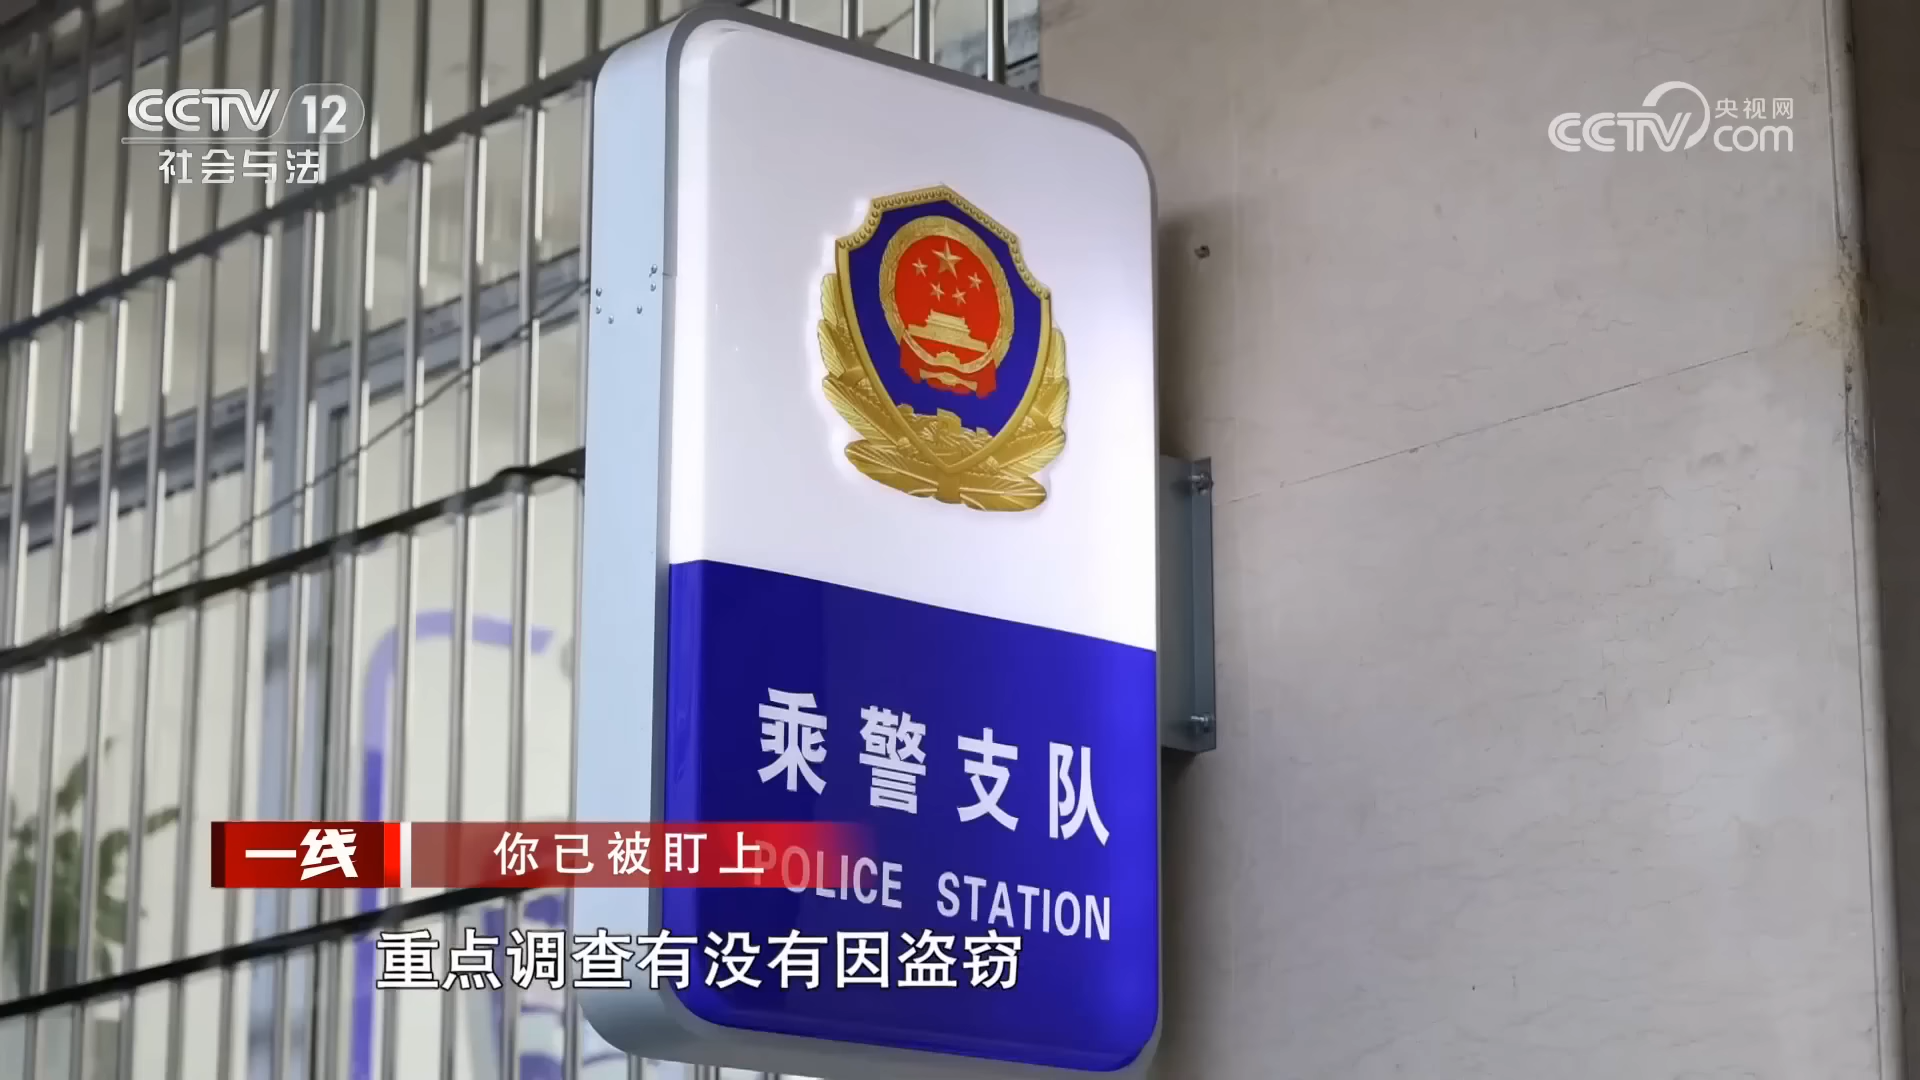 CCTV 12
社会与法
央视网
CCTV.com
乘警支队
POLICE STATION
一线
你已被盯上
重点调查有没有因盗窃